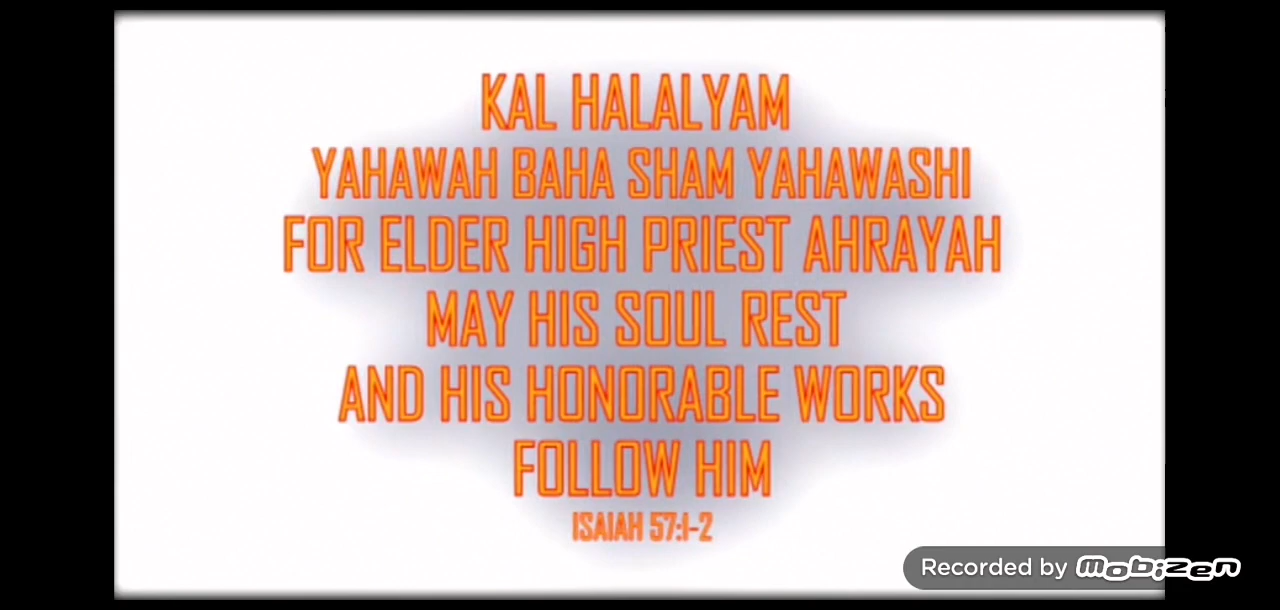 KAL HALALYAM
YAHAWAH BAHA SHAM YAHAWASHI
FOR ELDER HIGH PRIEST AHRAYAH
MAY HIS SOUL REST
AND HIS HONORABLE WORKS
FOLLOW HIM
ISAIAH 57:1-2
Recorded by mobizen